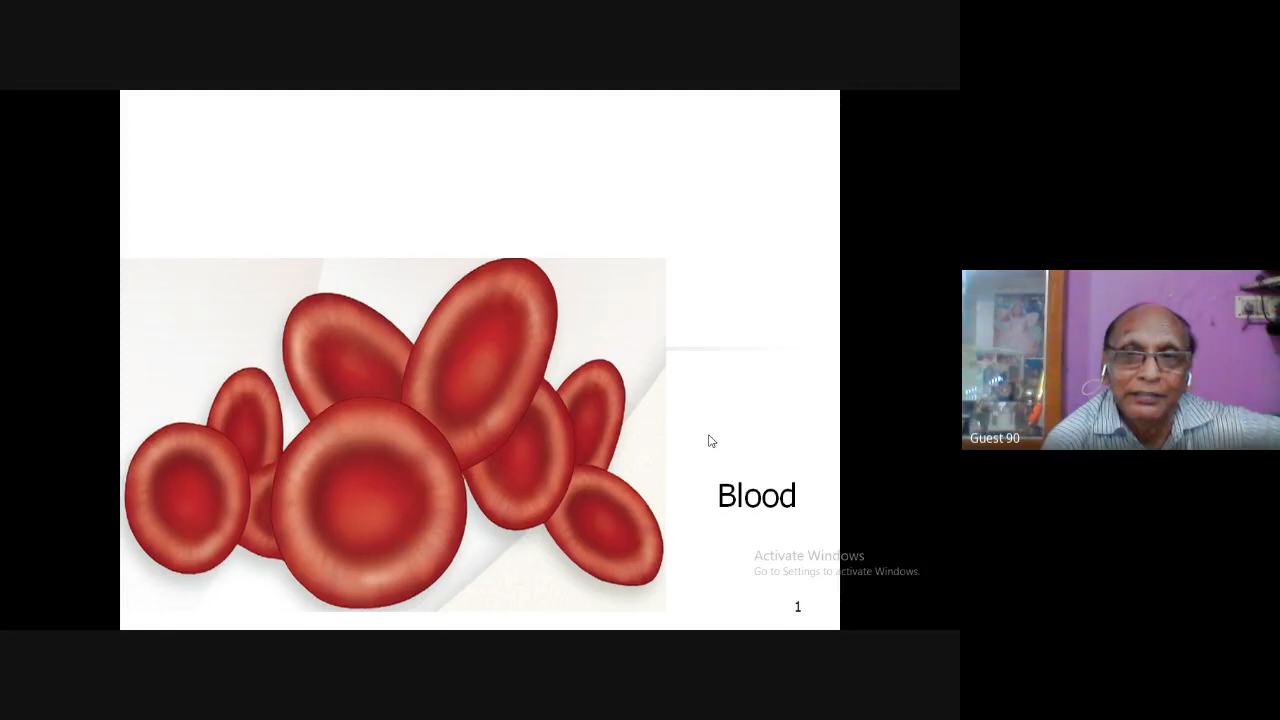 Blood
Activate Windows
Go to Settings to activate Windows.
1
Guest 90